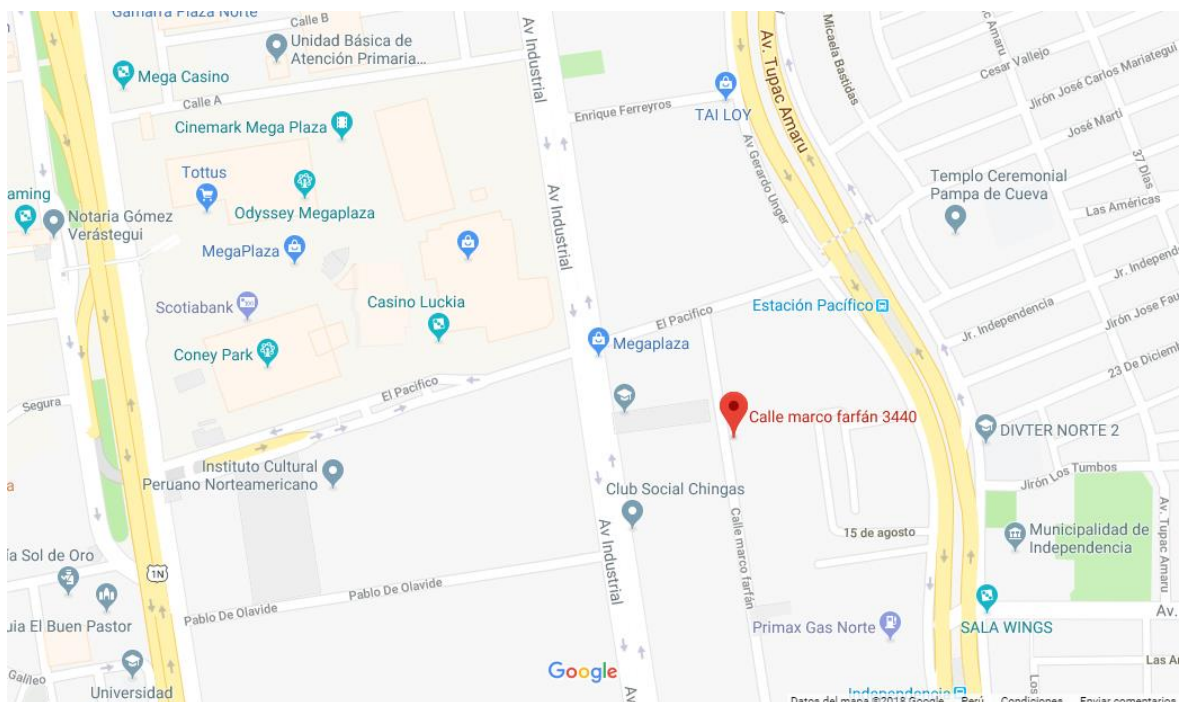 Gamarra Plaza Norte
Calle B
Unidad Básica de
Atención Primaria...
Mega Casino
Calle A
Cinemark Mega Plaza
Tottus
Odyssey Megaplaza
aming
Notaria Gómez
Verástegui
MegaPlaza
Scotiabank
Casino Luckia
Coney Park
El Pacifico
Segura
Instituto Cultural
Peruano Norteamericano
ía Sol de Oro
1N
uia El Buen Pastor
Pablo De Olavide
Pablo De Olavide
Galileo
Universidad
Av Industrial
Av Industrial
Av Industrial
Av
Enrique Ferreyros
TAI LOY
Av. Tupac Amaru
Av Gerardo Unger
Micaela Bastidas
Cesar Vallejo
Jirón José Carlos Mariategui
José Marti
37 Días
Templo Ceremonial
Pampa de Cueva
Las Américas
Jr. Independ
Jr. Independencia
Jirón Jose Fau
23 de Diciemb
Estación Pacífico
El Pacifico
Megaplaza
Calle marco farfán 3440
DIVTER NORTE 2
Jirón Los Tumbos
Club Social Chingas
Calle marco farfán
15 de agosto
Municipalidad de
Independencia
Av. Tupac Amaru
Primax Gas Norte
SALA WINGS
Av.
Las Ar
Los
Independencia
Google
Datos del mapa ©2018 Google Perú Condiciones Enviar comentarios